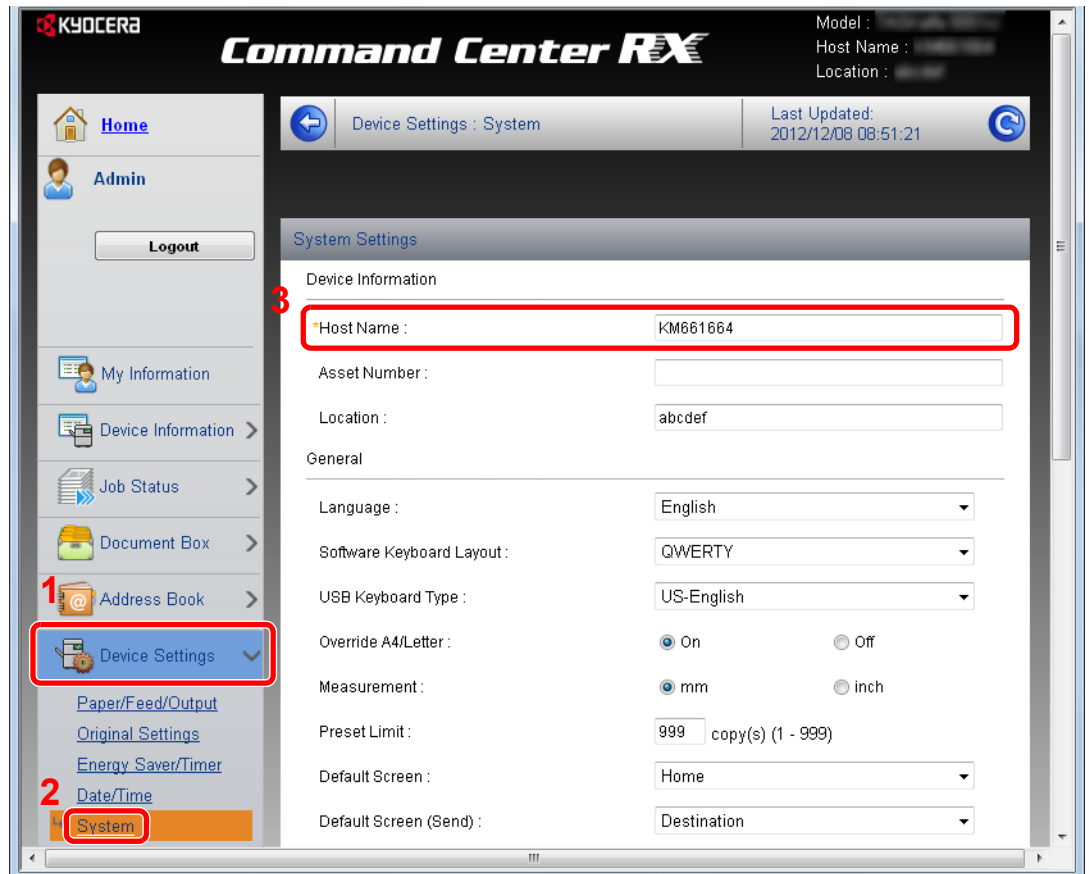 KYOCERA
Command Center RX
Model :
Host Name :
Location :
Home
Device Settings : System
Last Updated:
2012/12/08 08:51:21
Admin
Logout
System Settings
Device Information
3
*Host Name :
KM661664
Asset Number :
Location :
abcdef
General
My Information
Device Information
Job Status
Document Box
1
Address Book
Device Settings
Paper/Feed/Output
Original Settings
Energy Saver/Timer
2
Date/Time
System
Language :
English
Software Keyboard Layout :
QWERTY
USB Keyboard Type :
US-English
Override A4/Letter :
On
Off
Measurement :
mm
inch
Preset Limit :
999 copy(s) (1 - 999)
Default Screen :
Home
Default Screen (Send) :
Destination